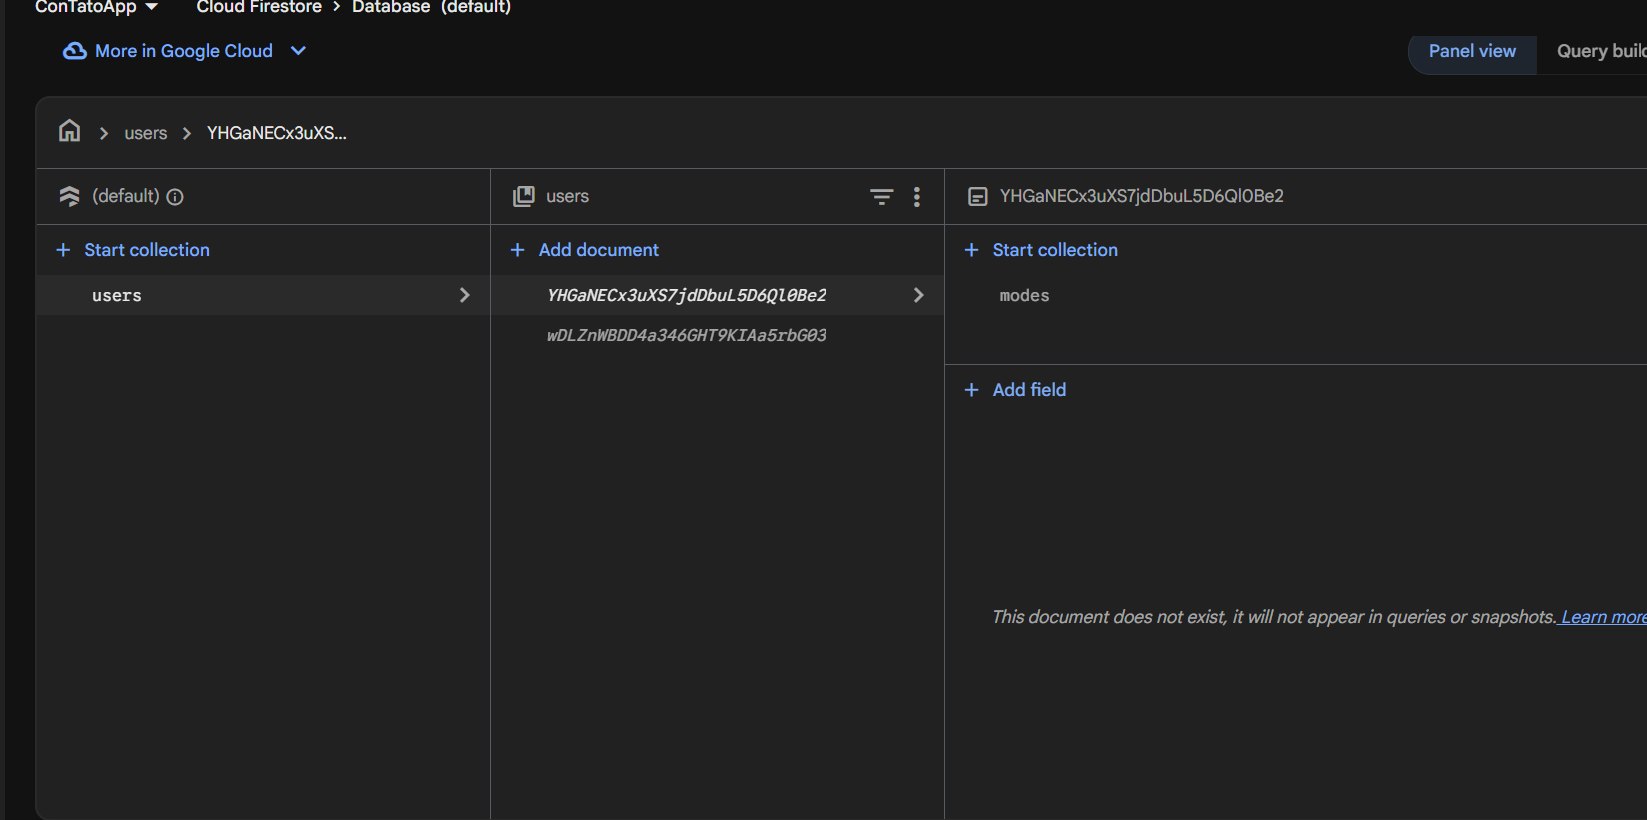 ConTatoApp Cloud Firestore > Database (default)
More in Google Cloud
Panel view Query build
users > YHGaNECx3uXS...
(default)
users
YHGaNECx3uXS7jdDbuL5D6Ql0Be2
+ Start collection
+ Add document
+ Start collection
users
YHGaNECx3uXS7jdDbuL5D6Ql0Be2
modes
wDLZnWBDD4a346GHT9KIAa5rbG03
+ Add field
This document does not exist, it will not appear in queries or snapshots. Learn more